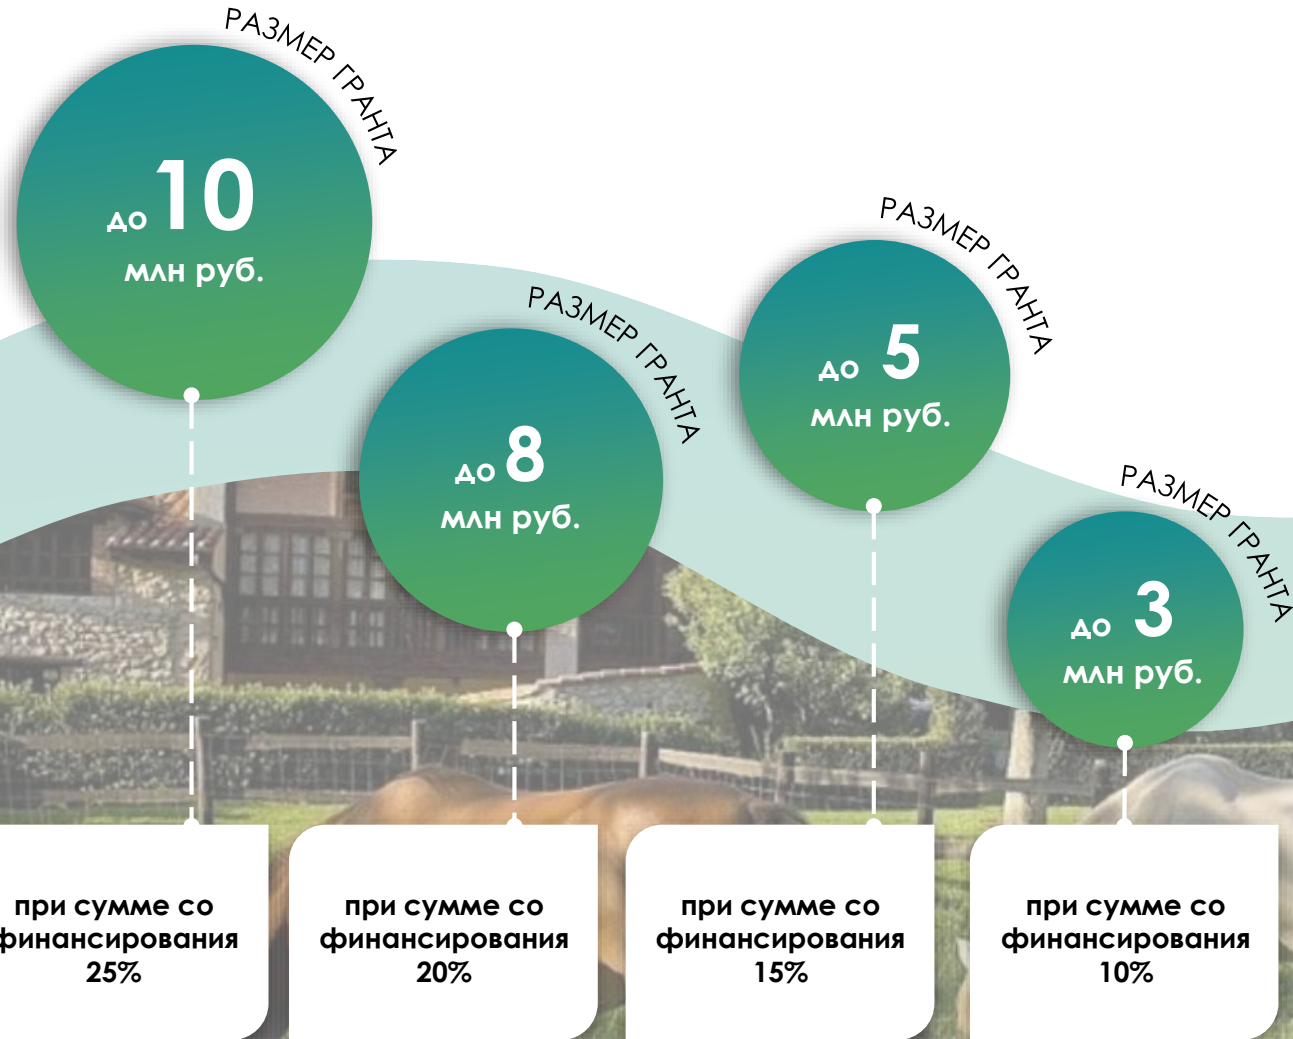 РАЗМЕР ГРАНТА
до 10
млн руб.
РАЗМЕР ГРАНТА
до 8
млн руб.
РАЗМЕР ГРАНТА
до 5
млн руб.
РАЗМЕР ГРАНТА
до 3
млн руб.
при сумме со
финансирования
25%
при сумме со
финансирования
20%
при сумме со
финансирования
15%
при сумме со
финансирования
10%